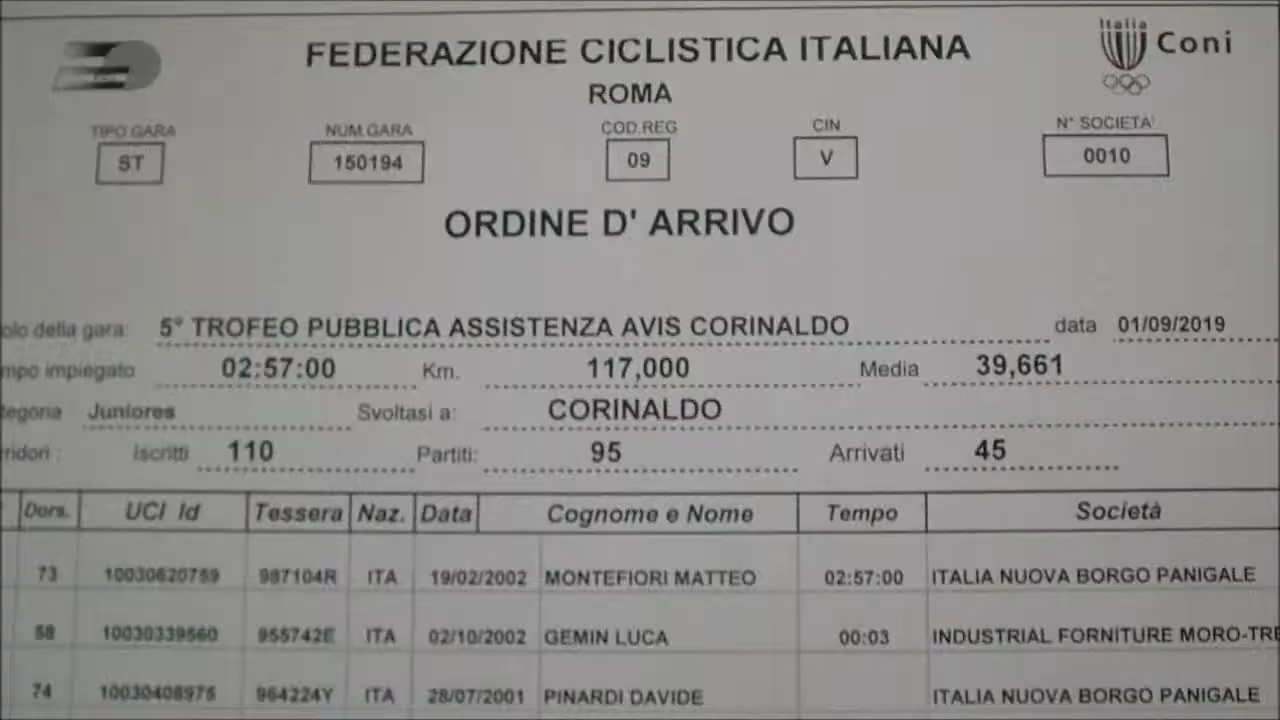 FEDERAZIONE CICLISTICA ITALIANA
Italia Coni
ROMA
TIPO GARA NUM.GARA COD.REG CIN N° SOCIETA'
ST 150194 09 V 0010
ORDINE D' ARRIVO
olo della gara: 5° TROFEO PUBBLICA ASSISTENZA AVIS CORINALDO data 01/09/2019
mpo impiegato 02:57:00 Km. 117,000 Media 39,661
tegoria Juniores Svoltasi a: CORINALDO
ridori : Iscritti 110 Partiti: 95 Arrivati 45
Dors. UCI Id Tessera Naz. Data Cognome e Nome Tempo Società
73 10030620759 987104R ITA 19/02/2002 MONTEFIORI MATTEO 02:57:00 ITALIA NUOVA BORGO PANIGALE
58 10030339560 955742E ITA 02/10/2002 GEMIN LUCA 00:03 INDUSTRIAL FORNITURE MORO-TRE
74 10030408975 964224Y ITA 28/07/2001 PINARDI DAVIDE ITALIA NUOVA BORGO PANIGALE